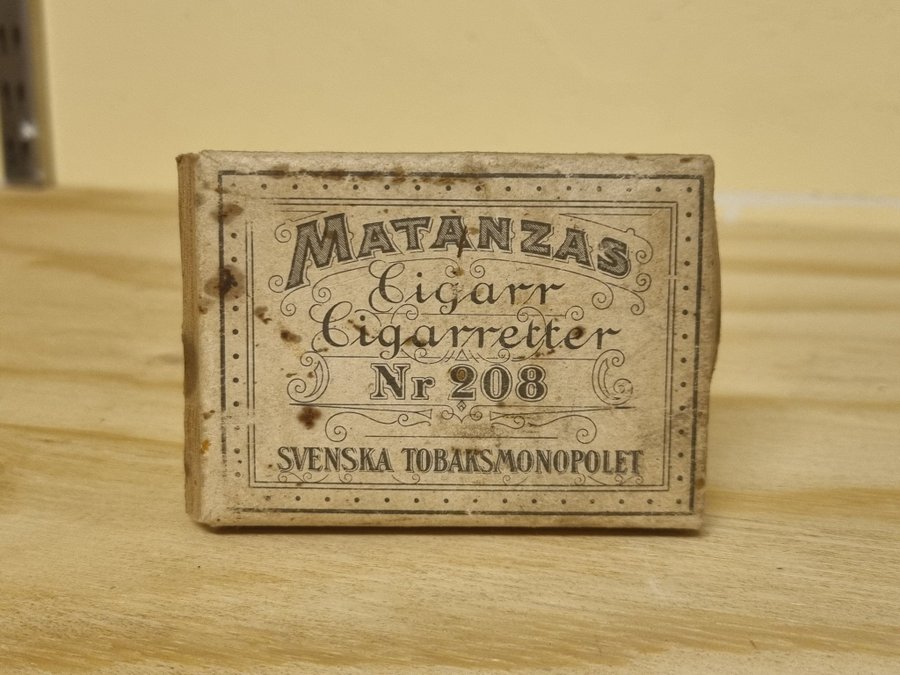 MATANZAS
Cigarr
Cigarretter
Nr 208
SVENSKA TOBAKSMONOPOLET